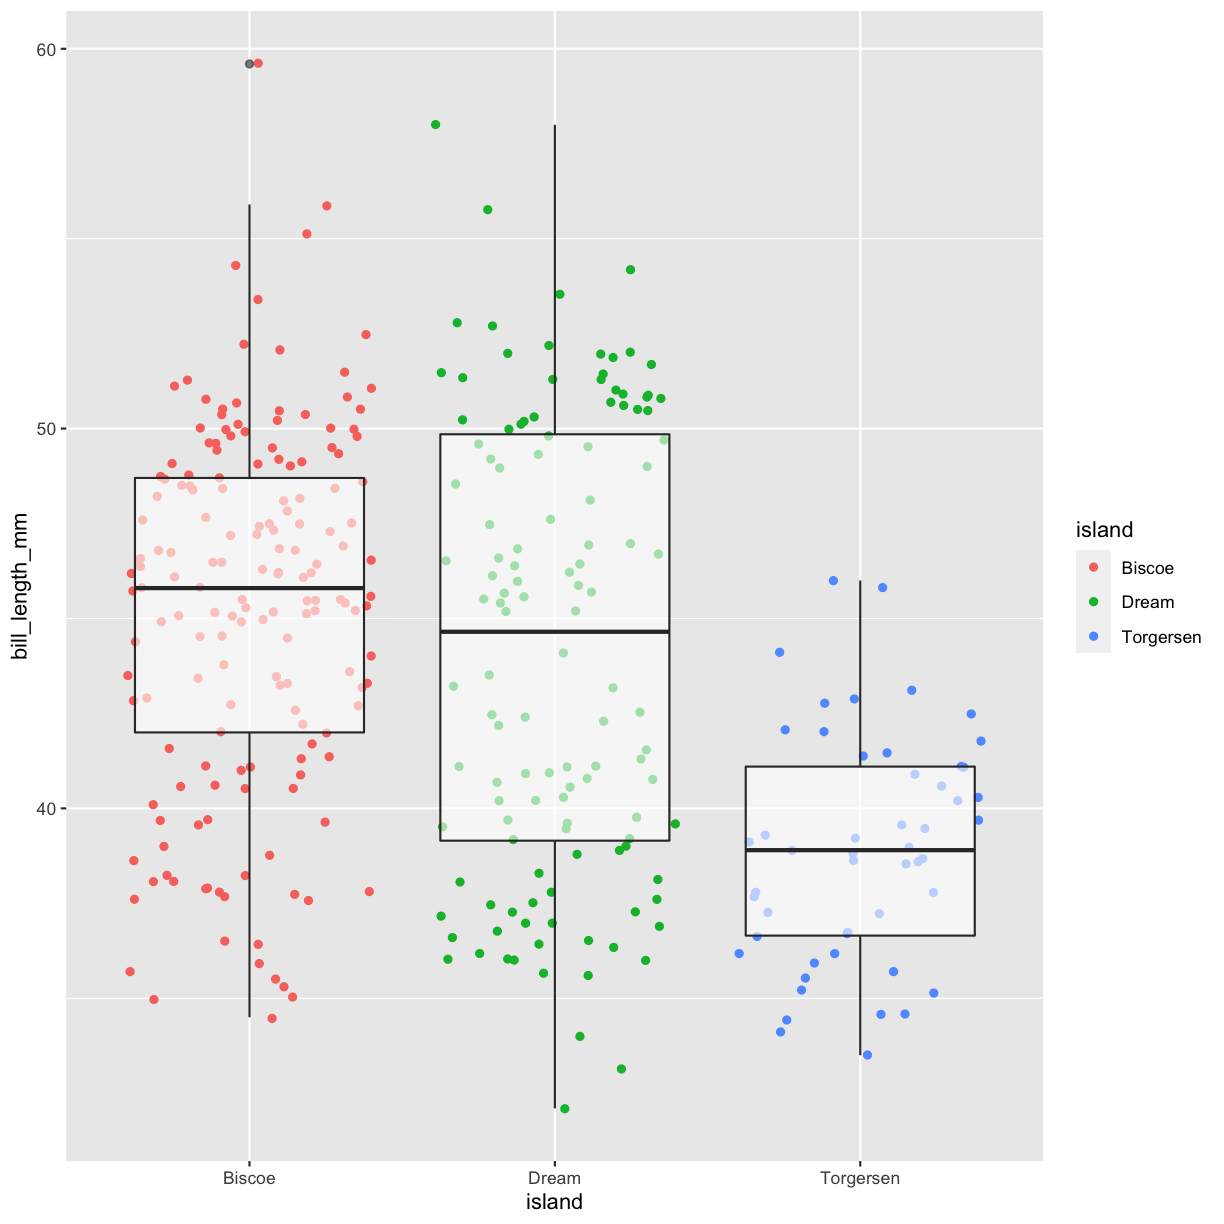 60
50
40
bill_length_mm
Biscoe
Dream
Torgersen
island
island
Biscoe
Dream
Torgersen